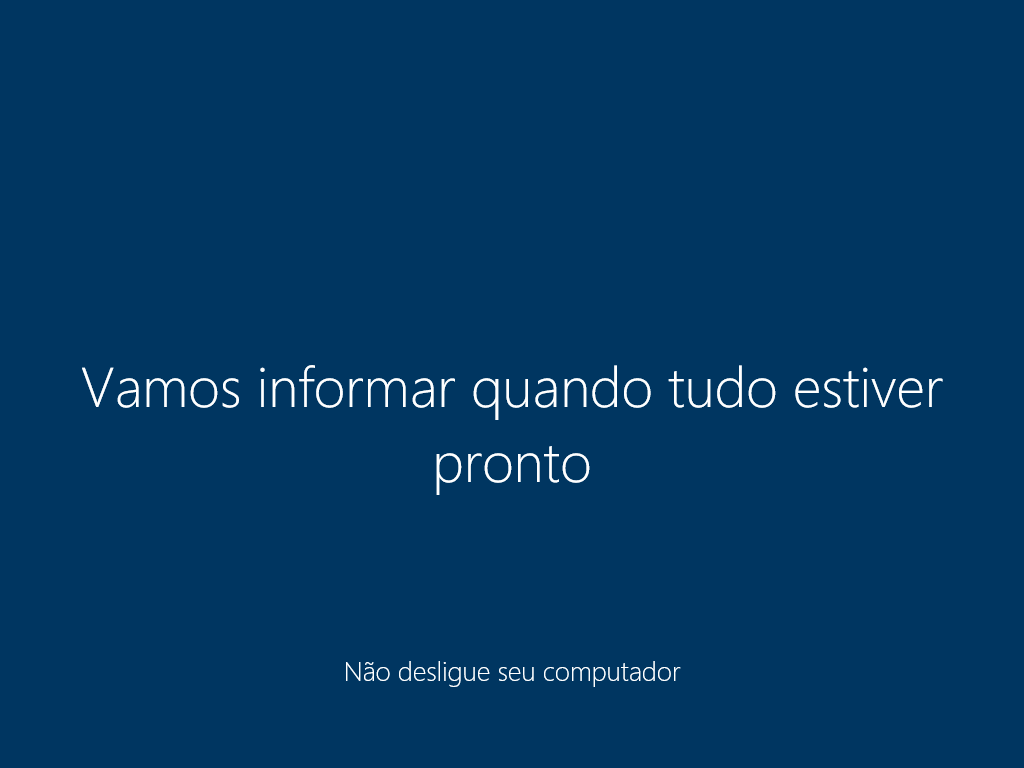 Vamos informar quando tudo estiver
pronto
Não desligue seu computador